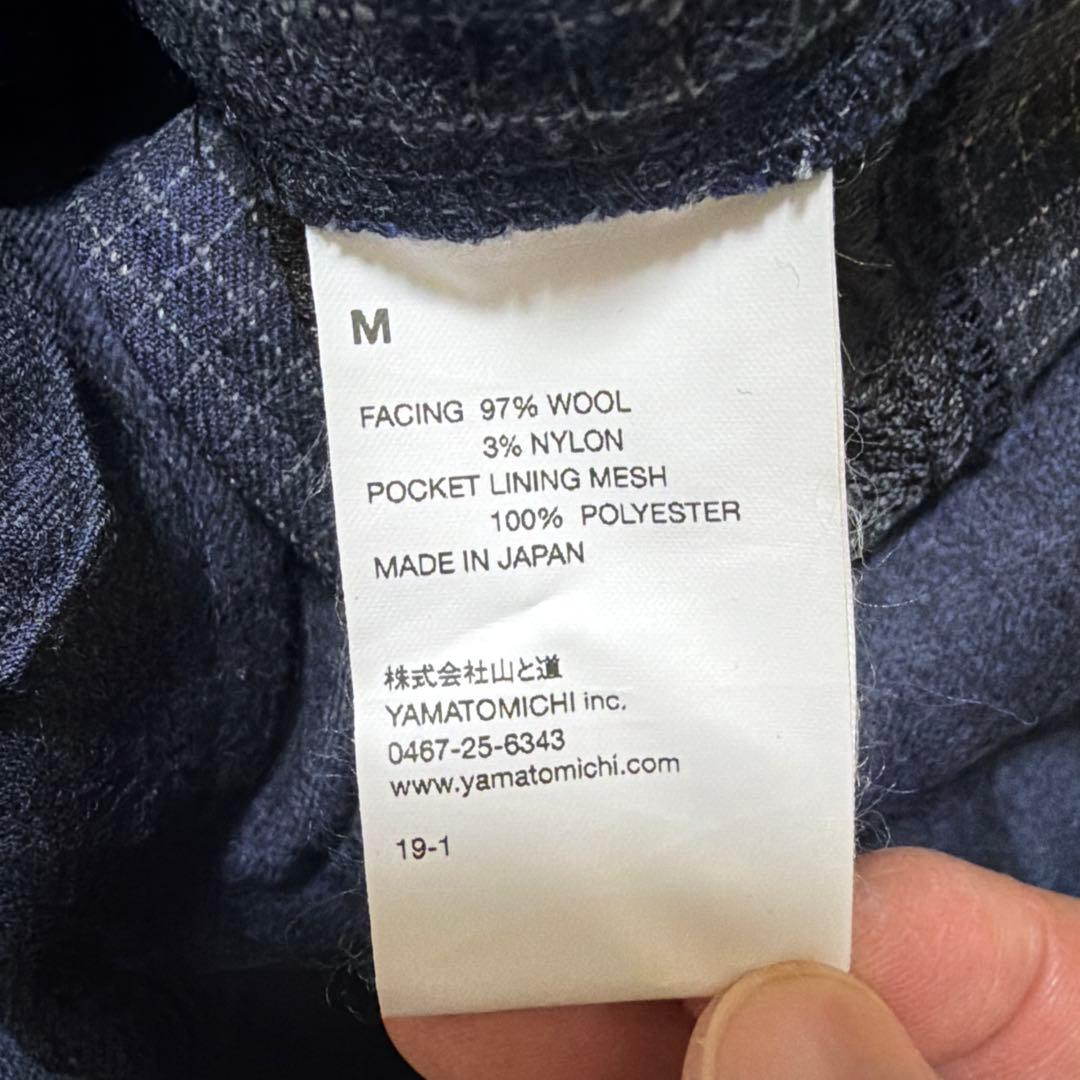 M
FACING 97% WOOL
3% NYLON
POCKET LINING MESH
100% POLYESTER
MADE IN JAPAN
株式会社山と道
YAMATOMICHI inc.
0467-25-6343
www.yamatomichi.com
19-1